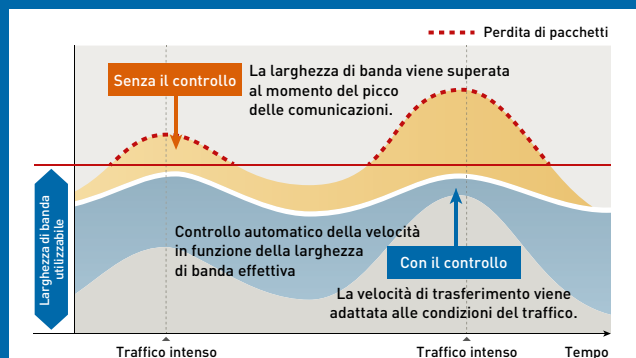 Perdita di pacchetti
Senza il controllo
La larghezza di banda viene superata
al momento del picco
delle comunicazioni.
Larghezza di banda
utilizzabile
Controllo automatico della velocità
in funzione della larghezza
di banda effettiva
Con il controllo
La velocità di trasferimento viene
adattata alle condizioni del traffico.
Traffico intenso
Traffico intenso
Tempo